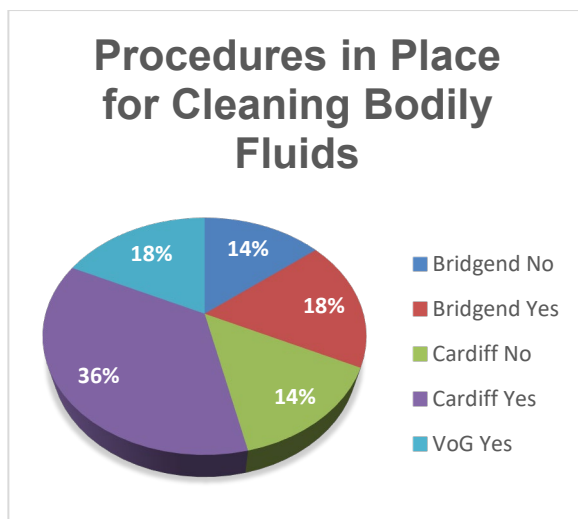 Procedures in Place
for Cleaning Bodily
Fluids
14%
18%
14%
36%
18%
Bridgend No
Bridgend Yes
Cardiff No
Cardiff Yes
VoG Yes